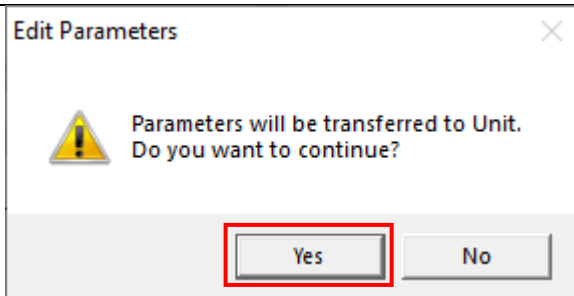 Edit Parameters
Parameters will be transferred to Unit.
Do you want to continue?
Yes No